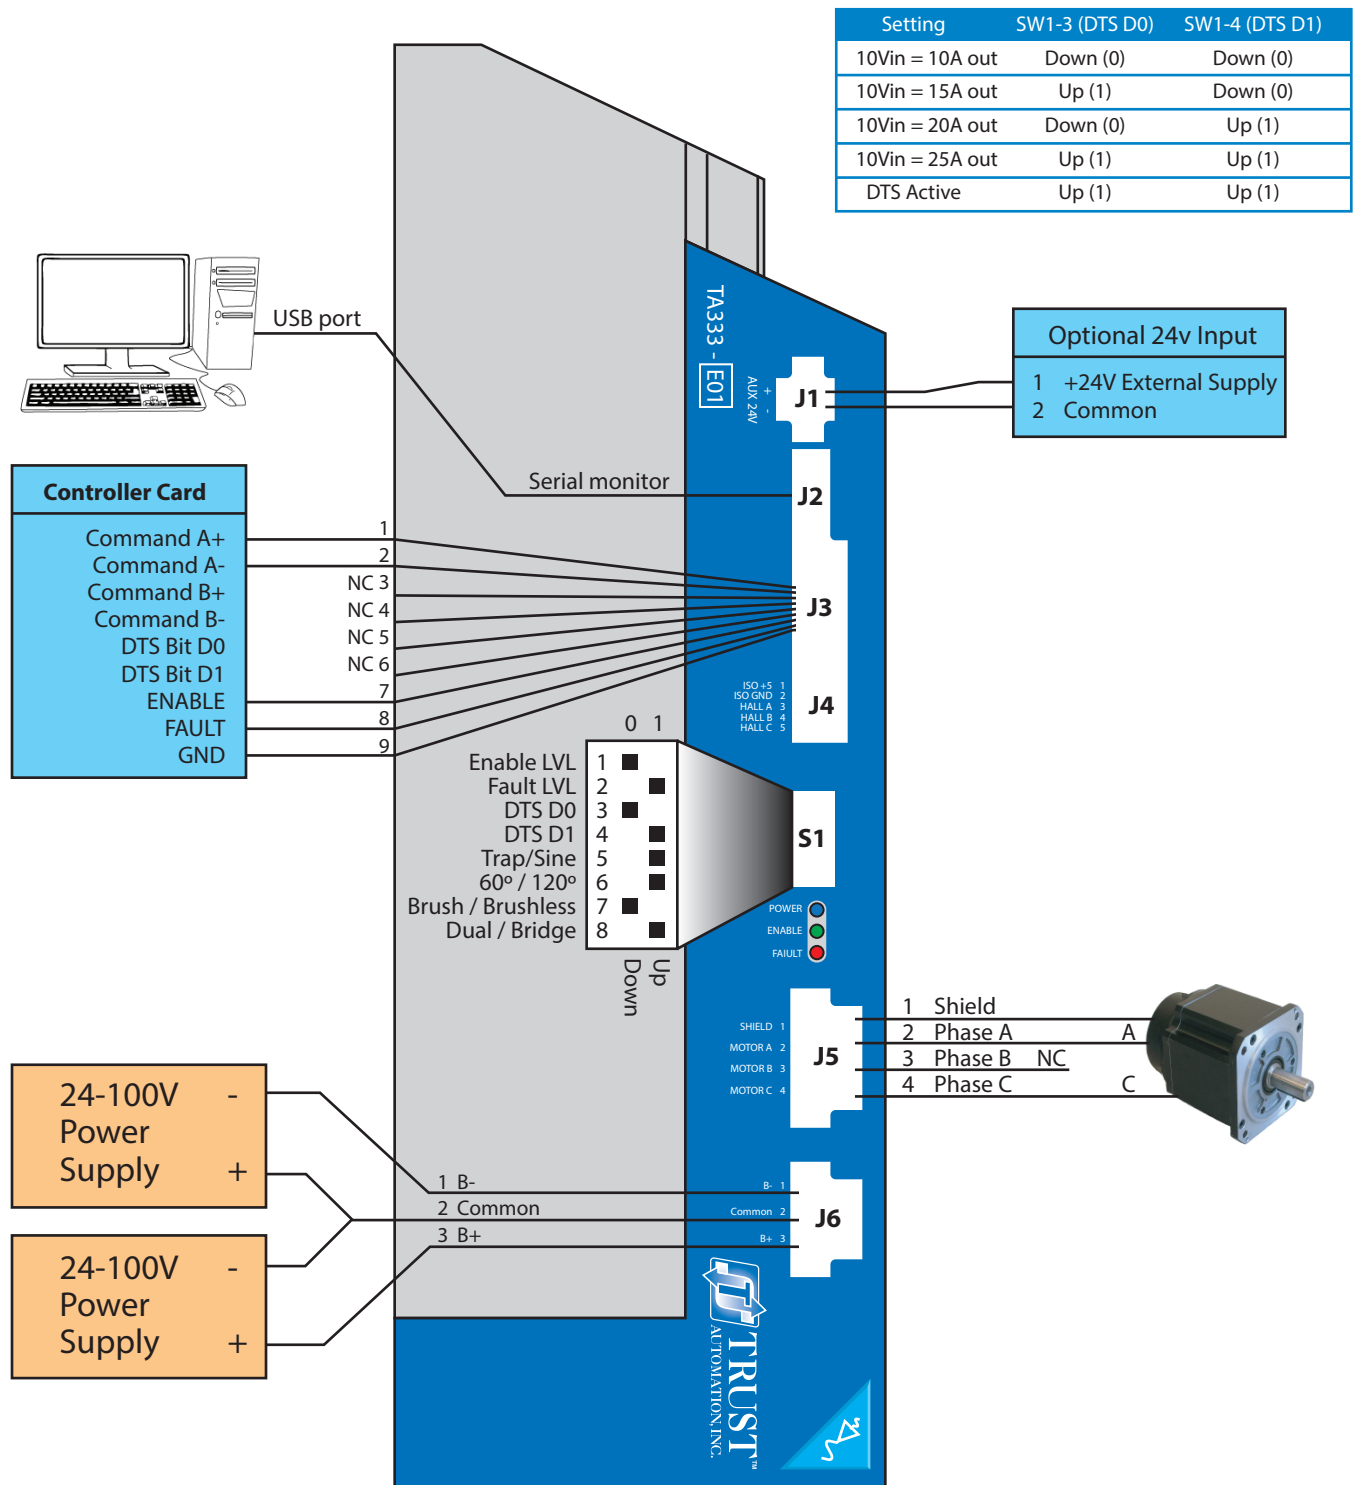 Setting SW1-3 (DTS D0) SW1-4 (DTS D1)
10Vin = 10A out Down (0) Down (0)
10Vin = 15A out Up (1) Down (0)
10Vin = 20A out Down (0) Up (1)
10Vin = 25A out Up (1) Up (1)
DTS Active Up (1) Up (1)
USB port
TA333 - E01
AUX 24V
+ -
J1
Optional 24v Input
1 +24V External Supply
2 Common
Serial monitor
J2
Controller Card
Command A+ 1
Command A- 2
Command B+ NC 3
Command B- NC 4
DTS Bit D0 NC 5
DTS Bit D1 NC 6
ENABLE 7
FAULT 8
GND 9
J3
ISO +5 1
ISO GND 2
HALL A 3
HALL B 4
HALL C 5
J4
0 1
Enable LVL 1
Fault LVL 2
DTS D0 3
DTS D1 4
Trap/Sine 5
60º / 120º 6
Brush / Brushless 7
Dual / Bridge 8
Down
Up
S1
POWER
ENABLE
FAIULT
SHIELD 1
MOTOR A 2
MOTOR B 3
MOTOR C 4
J5
1 Shield
2 Phase A A
3 Phase B NC
4 Phase C C
24-100V -
Power
Supply +
24-100V -
Power
Supply +
1 B-
2 Common
3 B+
B- 1
Common 2
B+ 3
J6
TRUST™
AUTOMATION, INC.